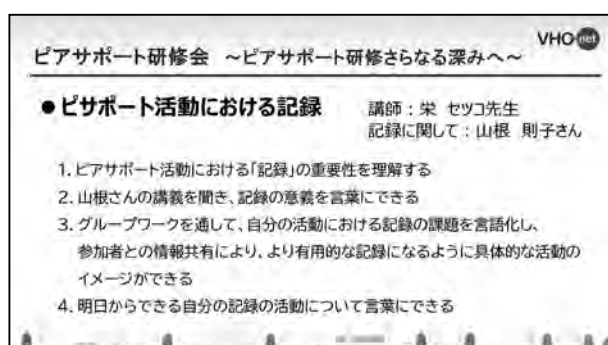 VHOnet
ピアサポート研修会 ～ピアサポート研修さらなる深みへ～
●ピサポート活動における記録
講師：栄 セツコ先生
記録に関して：山根 則子さん
1. ピアサポート活動における「記録」の重要性を理解する
2. 山根さんの講義を聞き、記録の意義を言葉にできる
3. グループワークを通して、自分の活動における記録の課題を言語化し、
参加者との情報共有により、より有用的な記録になるように具体的な活動の
イメージができる
4. 明日からできる自分の記録の活動について言葉にできる